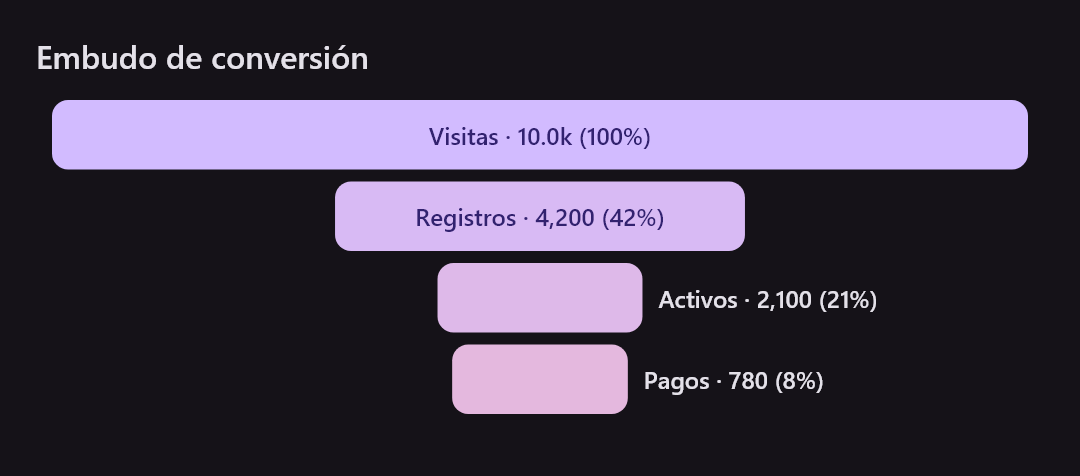 Embudo de conversión
Visitas · 10.0k (100%)
Registros · 4,200 (42%)
Activos · 2,100 (21%)
Pagos · 780 (8%)